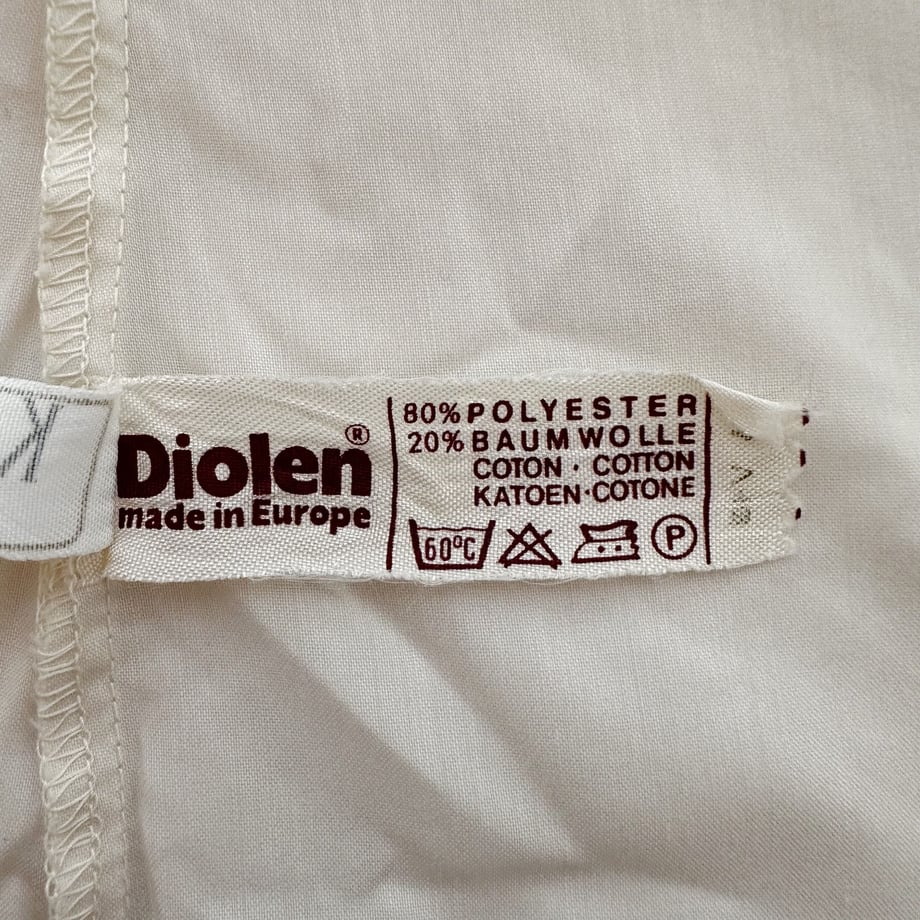 K
Diolen®
made in Europe
80% POLYESTER
20% BAUMWOLLE
COTON · COTTON
KATOEN·COTONE
60°C
P